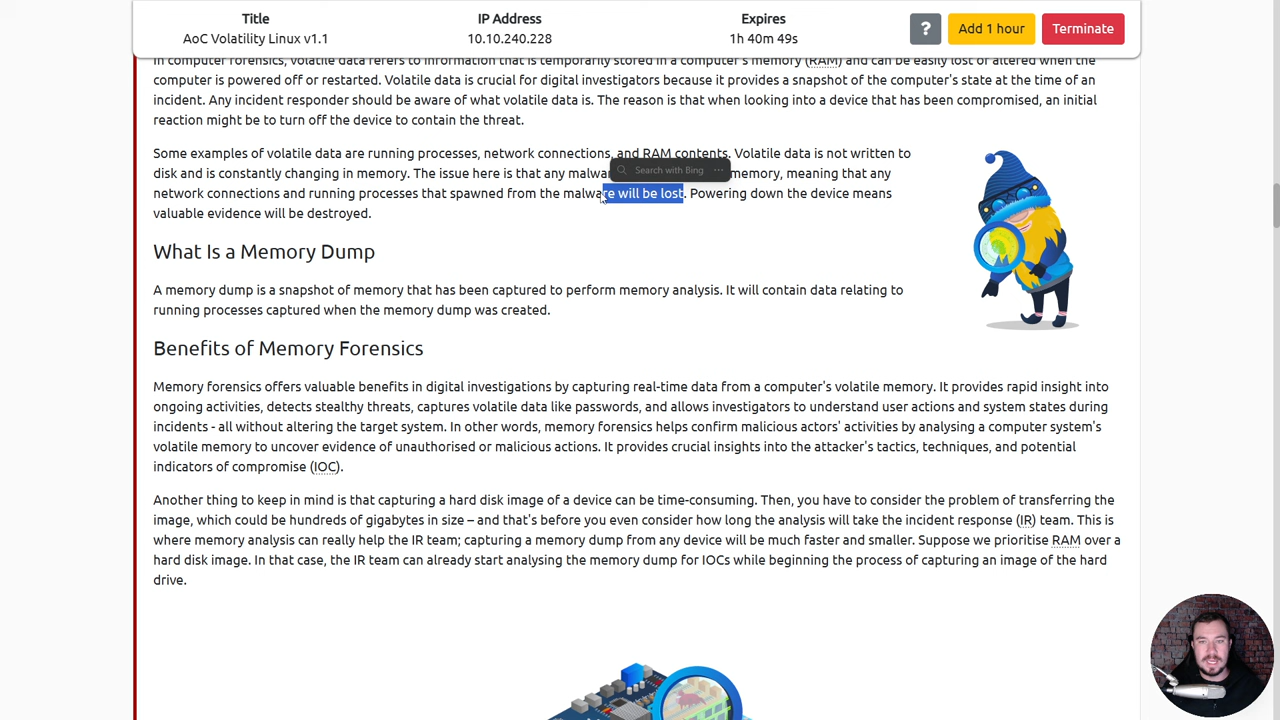 Title
AoC Volatility Linux v1.1
IP Address
10.10.240.228
Expires
1h 40m 49s
?
Add 1 hour
Terminate
In computer forensics, volatile data refers to information that is temporarily stored in a computer's memory (RAM) and can be easily lost or altered when the
computer is powered off or restarted. Volatile data is crucial for digital investigators because it provides a snapshot of the computer's state at the time of an
incident. Any incident responder should be aware of what volatile data is. The reason is that when looking into a device that has been compromised, an initial
reaction might be to turn off the device to contain the threat.
Some examples of volatile data are running processes, network connections, and RAM contents. Volatile data is not written to
disk and is constantly changing in memory. The issue here is that any malwar
Search with Bing
memory, meaning that any
network connections and running processes that spawned from the malware will be lost. Powering down the device means
valuable evidence will be destroyed.
What Is a Memory Dump
A memory dump is a snapshot of memory that has been captured to perform memory analysis. It will contain data relating to
running processes captured when the memory dump was created.
Benefits of Memory Forensics
Memory forensics offers valuable benefits in digital investigations by capturing real-time data from a computer's volatile memory. It provides rapid insight into
ongoing activities, detects stealthy threats, captures volatile data like passwords, and allows investigators to understand user actions and system states during
incidents - all without altering the target system. In other words, memory forensics helps confirm malicious actors' activities by analysing a computer system's
volatile memory to uncover evidence of unauthorised or malicious actions. It provides crucial insights into the attacker's tactics, techniques, and potential
indicators of compromise (IOC).
Another thing to keep in mind is that capturing a hard disk image of a device can be time-consuming. Then, you have to consider the problem of transferring the
image, which could be hundreds of gigabytes in size – and that's before you even consider how long the analysis will take the incident response (IR) team. This is
where memory analysis can really help the IR team; capturing a memory dump from any device will be much faster and smaller. Suppose we prioritise RAM over a
hard disk image. In that case, the IR team can already start analysing the memory dump for IOCs while beginning the process of capturing an image of the hard
drive.